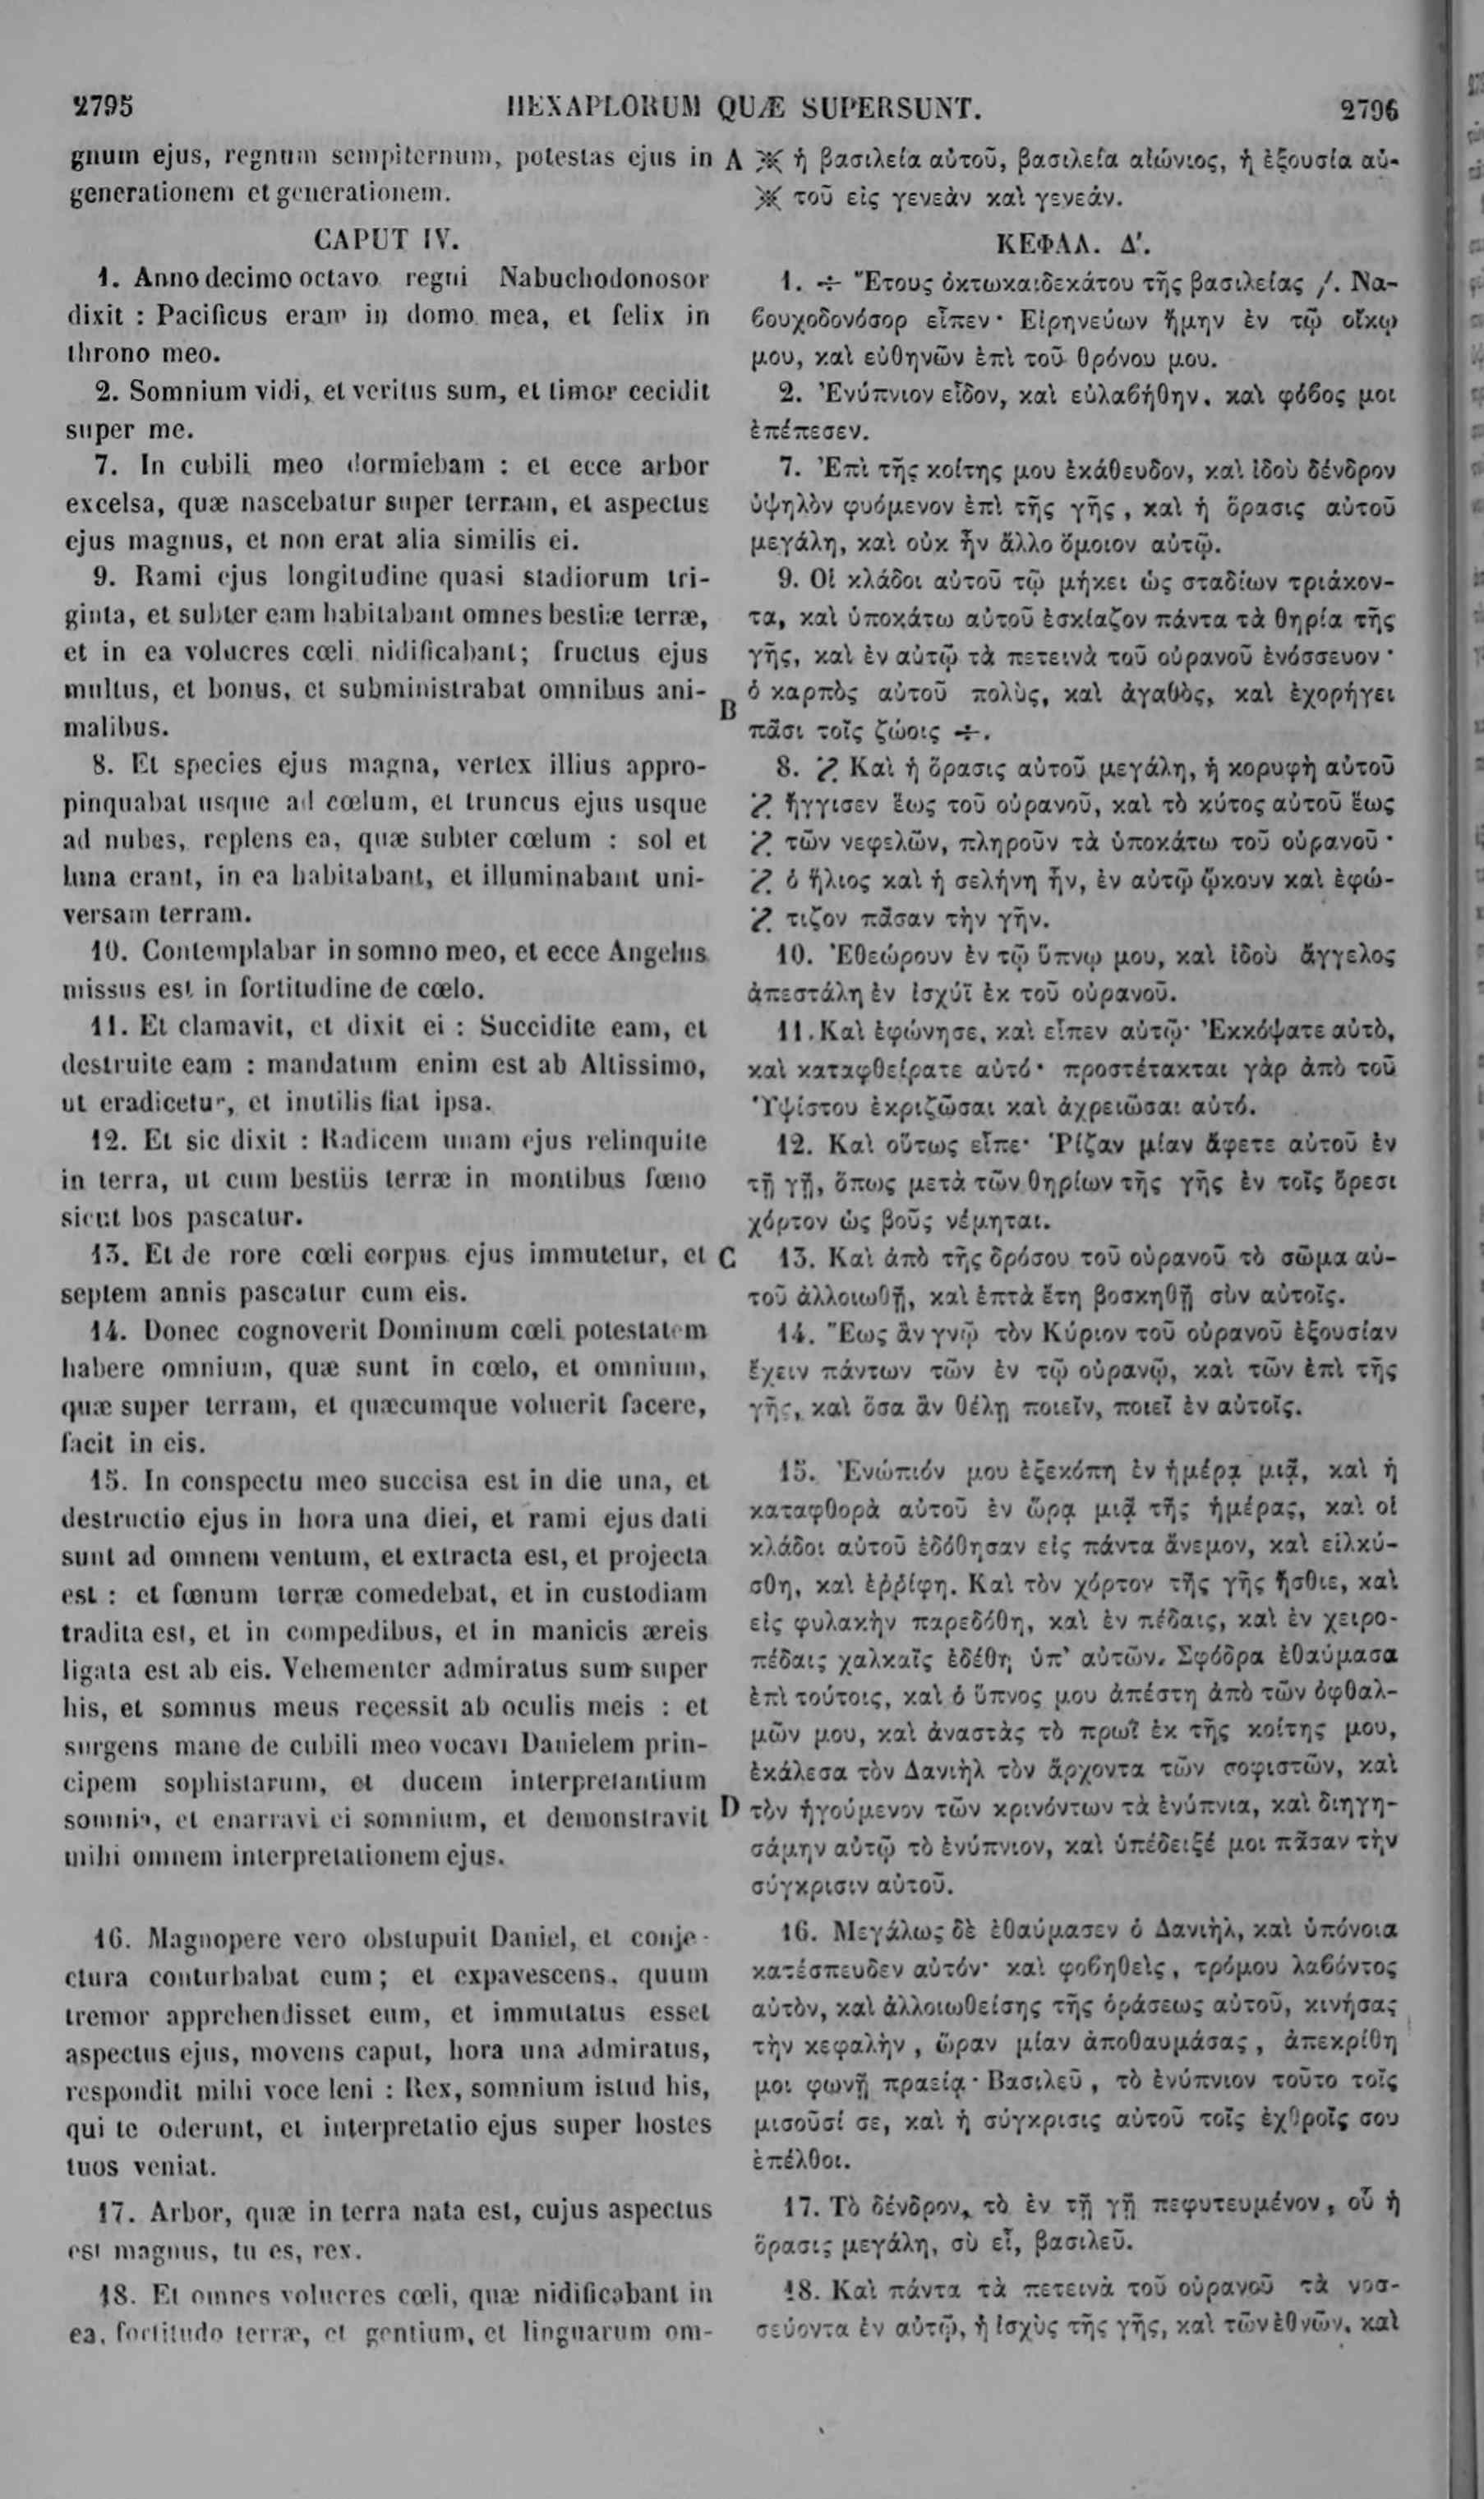 2795
HEXAPLORUM QUÆ SUPERSUNT.
2796
gnum ejus, regnum sempiternum, potestas ejus in
generationem et generationem.
CAPUT IV.
1. Anno decimo octavo regni Nabuchodonosor
dixit : Pacificus eram in domo mea, et felix in
throno meo.
2. Somnium vidi, et veritus sum, et timor cecidit
super me.
7. In cubili meo dormiebam : et ecce arbor
excelsa, quæ nascebatur super terram, et aspectus
ejus magnus, et non erat alia similis ei.
9. Rami ejus longitudine quasi stadiorum tri-
ginta, et subter eam habitabant omnes bestiæ terræ,
et in ea volucres cœli nidificabant; fructus ejus
multus, et bonus, et subministrabat omnibus ani-
malibus.
8. Et species ejus magna, vertex illius appro-
pinquabat usque ad cœlum, et truncus ejus usque
ad nubes, replens ea, quæ subter cœlum : sol et
luna erant, in ea habitabant, et illuminabant uni-
versam terram.
10. Contemplabar in somno meo, et ecce Angelus
missus est in fortitudine de cœlo.
11. Et clamavit, et dixit ei : Succidite eam, et
destruite eam : mandatum enim est ab Altissimo,
ut eradicetur, et inutilis fiat ipsa.
12. Et sic dixit : Radicem unam ejus relinquite
in terra, ut cum bestiis terræ in montibus fœno
sicut bos pascatur.
13. Et de rore cœli corpus ejus immutetur, et
septem annis pascatur cum eis.
14. Donec cognoverit Dominum cœli potestatem
habere omnium, quæ sunt in cœlo, et omnium,
quæ super terram, et quæcumque voluerit facere,
facit in eis.
15. In conspectu meo succisa est in die una, et
destructio ejus in hora una diei, et rami ejus dati
sunt ad omnem ventum, et extracta est, et projecta
est : et fœnum terræ comedebat, et in custodiam
tradita est, et in compedibus, et in manicis æreis
ligata est ab eis. Vehementer admiratus sum super
his, et somnus meus recessit ab oculis meis : et
surgens mane de cubili meo vocavi Danielem prin-
cipem sophistarum, et ducem interpretantium
somnia, et enarravi ei somnium, et demonstravit
mihi omnem interpretationem ejus.
16. Magnopere vero obstupuit Daniel, et conje-
ctura conturbabat eum; et expavescens, quum
tremor apprehendisset eum, et immutatus esset
aspectus ejus, movens caput, hora una admiratus,
respondit mihi voce leni : Rex, somnium istud his,
qui te oderunt, et interpretatio ejus super hostes
tuos veniat.
17. Arbor, quæ in terra nata est, cujus aspectus
est magnus, tu es, rex.
18. Et omnes volucres cœli, quæ nidificabant in
ea, fortitudo terræ, et gentium, et linguarum om-
A
B
C
D
※ ἡ βασιλεία αὐτοῦ, βασιλεία αἰώνιος, ἡ ἐξουσία αὐ-
※ τοῦ εἰς γενεὰν καὶ γενεάν.
ΚΕΦΑΛ. Δʹ.
1. ÷ Ἔτους ὀκτωκαιδεκάτου τῆς βασιλείας /. Να-
βουχοδονόσορ εἶπεν· Εἰρηνεύων ἤμην ἐν τῷ οἴκῳ
μου, καὶ εὐθηνῶν ἐπὶ τοῦ θρόνου μου.
2. Ἐνύπνιον εἶδον, καὶ εὐλαβήθην, καὶ φόβος μοι
ἐπέπεσεν.
7. Ἐπὶ τῆς κοίτης μου ἐκάθευδον, καὶ ἰδοὺ δένδρον
ὑψηλὸν φυόμενον ἐπὶ τῆς γῆς, καὶ ἡ ὅρασις αὐτοῦ
μεγάλη, καὶ οὐκ ἦν ἄλλο ὅμοιον αὐτῷ.
9. Οἱ κλάδοι αὐτοῦ τῷ μήκει ὡς σταδίων τριάκον-
τα, καὶ ὑποκάτω αὐτοῦ ἐσκίαζον πάντα τὰ θηρία τῆς
γῆς, καὶ ἐν αὐτῷ τὰ πετεινὰ τοῦ οὐρανοῦ ἐνόσσευον·
ὁ καρπὸς αὐτοῦ πολὺς, καὶ ἀγαθὸς, καὶ ἐχορήγει
πᾶσι τοῖς ζώοις ÷.
8. ⁒ Καὶ ἡ ὅρασις αὐτοῦ μεγάλη, ἡ κορυφὴ αὐτοῦ
⁒ ἤγγισεν ἕως τοῦ οὐρανοῦ, καὶ τὸ κύτος αὐτοῦ ἕως
⁒ τῶν νεφελῶν, πληροῦν τὰ ὑποκάτω τοῦ οὐρανοῦ·
⁒ ὁ ἥλιος καὶ ἡ σελήνη ἦν, ἐν αὐτῷ ᾤκουν καὶ ἐφώ-
⁒ τιζον πᾶσαν τὴν γῆν.
10. Ἐθεώρουν ἐν τῷ ὕπνῳ μου, καὶ ἰδοὺ ἄγγελος
ἀπεστάλη ἐν ἰσχύϊ ἐκ τοῦ οὐρανοῦ.
11. Καὶ ἐφώνησε, καὶ εἶπεν αὐτῷ· Ἐκκόψατε αὐτὸ,
καὶ καταφθείρατε αὐτό· προστέτακται γὰρ ἀπὸ τοῦ
Ὑψίστου ἐκριζῶσαι καὶ ἀχρειῶσαι αὐτό.
12. Καὶ οὕτως εἶπε· Ῥίζαν μίαν ἄφετε αὐτοῦ ἐν
τῇ γῇ, ὅπως μετὰ τῶν θηρίων τῆς γῆς ἐν τοῖς ὄρεσι
χόρτον ὡς βοῦς νέμηται.
13. Καὶ ἀπὸ τῆς δρόσου τοῦ οὐρανοῦ τὸ σῶμα αὐ-
τοῦ ἀλλοιωθῇ, καὶ ἑπτὰ ἔτη βοσκηθῇ σὺν αὐτοῖς.
14. Ἕως ἂν γνῷ τὸν Κύριον τοῦ οὐρανοῦ ἐξουσίαν
ἔχειν πάντων τῶν ἐν τῷ οὐρανῷ, καὶ τῶν ἐπὶ τῆς
γῆς, καὶ ὅσα ἂν θέλῃ ποιεῖν, ποιεῖ ἐν αὐτοῖς.
15. Ἐνώπιόν μου ἐξεκόπη ἐν ἡμέρᾳ μιᾷ, καὶ ἡ
καταφθορὰ αὐτοῦ ἐν ὥρᾳ μιᾷ τῆς ἡμέρας, καὶ οἱ
κλάδοι αὐτοῦ ἐδόθησαν εἰς πάντα ἄνεμον, καὶ εἱλκύ-
σθη, καὶ ἐῤῥίφη. Καὶ τὸν χόρτον τῆς γῆς ἤσθιε, καὶ
εἰς φυλακὴν παρεδόθη, καὶ ἐν πέδαις, καὶ ἐν χειρο-
πέδαις χαλκαῖς ἐδέθη ὑπ' αὐτῶν. Σφόδρα ἐθαύμασα
ἐπὶ τούτοις, καὶ ὁ ὕπνος μου ἀπέστη ἀπὸ τῶν ὀφθαλ-
μῶν μου, καὶ ἀναστὰς τὸ πρωῒ ἐκ τῆς κοίτης μου,
ἐκάλεσα τὸν Δανιὴλ τὸν ἄρχοντα τῶν σοφιστῶν, καὶ
τὸν ἡγούμενον τῶν κρινόντων τὰ ἐνύπνια, καὶ διηγη-
σάμην αὐτῷ τὸ ἐνύπνιον, καὶ ὑπέδειξέ μοι πᾶσαν τὴν
σύγκρισιν αὐτοῦ.
16. Μεγάλως δὲ ἐθαύμασεν ὁ Δανιὴλ, καὶ ὑπόνοια
κατέσπευδεν αὐτόν· καὶ φοβηθεὶς, τρόμου λαβόντος
αὐτὸν, καὶ ἀλλοιωθείσης τῆς ὁράσεως αὐτοῦ, κινήσας
τὴν κεφαλὴν, ὥραν μίαν ἀποθαυμάσας, ἀπεκρίθη
μοι φωνῇ πραείᾳ· Βασιλεῦ, τὸ ἐνύπνιον τοῦτο τοῖς
μισοῦσί σε, καὶ ἡ σύγκρισις αὐτοῦ τοῖς ἐχθροῖς σου
ἐπέλθοι.
17. Τὸ δένδρον, τὸ ἐν τῇ γῇ πεφυτευμένον, οὗ ἡ
ὅρασις μεγάλη, σὺ εἶ, βασιλεῦ.
18. Καὶ πάντα τὰ πετεινὰ τοῦ οὐρανοῦ τὰ νοσ-
σεύοντα ἐν αὐτῷ, ἡ ἰσχὺς τῆς γῆς, καὶ τῶν ἐθνῶν, καὶ